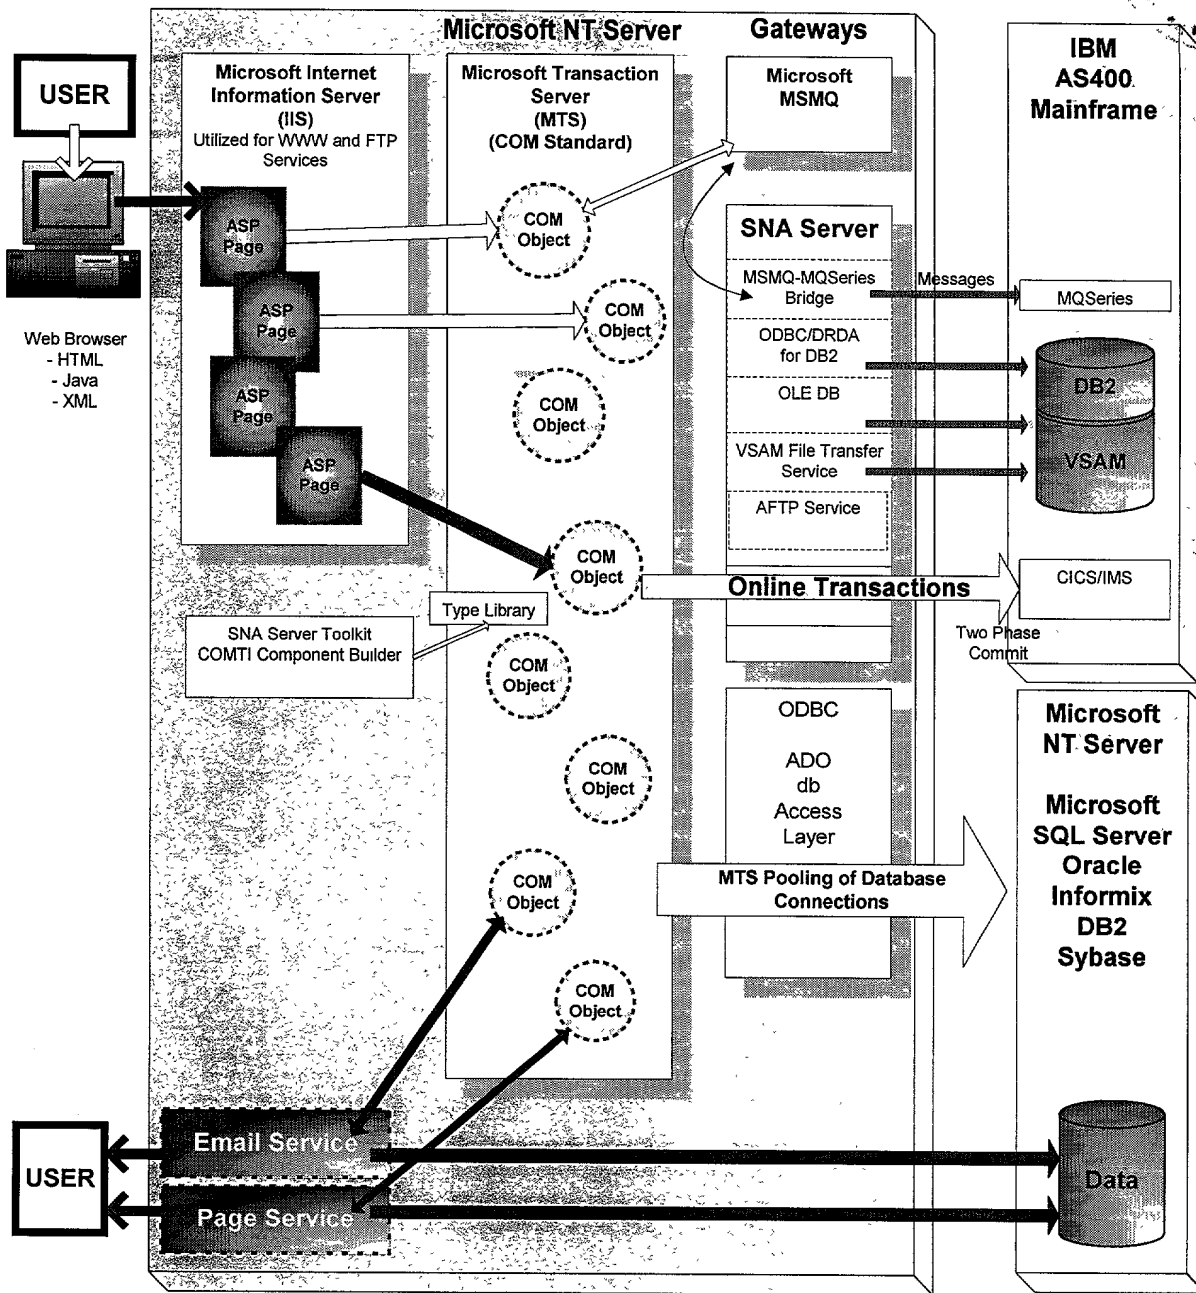 USER
Web Browser
- HTML
- Java
- XML
Microsoft NT Server
Microsoft Internet
Information Server
(IIS)
Utilized for WWW and FTP
Services
ASP
Page
ASP
Page
ASP
Page
ASP
Page
SNA Server Toolkit
COMTI Component Builder
Type Library
Microsoft Transaction
Server
(MTS)
(COM Standard)
COM
Object
COM
Object
COM
Object
COM
Object
COM
Object
COM
Object
COM
Object
COM
Object
Gateways
Microsoft
MSMQ
SNA Server
MSMQ-MQSeries
Bridge
ODBC/DRDA
for DB2
OLE DB
VSAM File Transfer
Service
AFTP Service
Online Transactions
ODBC
ADO
db
Access
Layer
MTS Pooling of Database
Connections
Messages
Two Phase
Commit
IBM
AS400
Mainframe
MQSeries
DB2
VSAM
CICS/IMS
Microsoft
NT Server
Microsoft
SQL Server
Oracle
Informix
DB2
Sybase
Data
USER
Email Service
Page Service